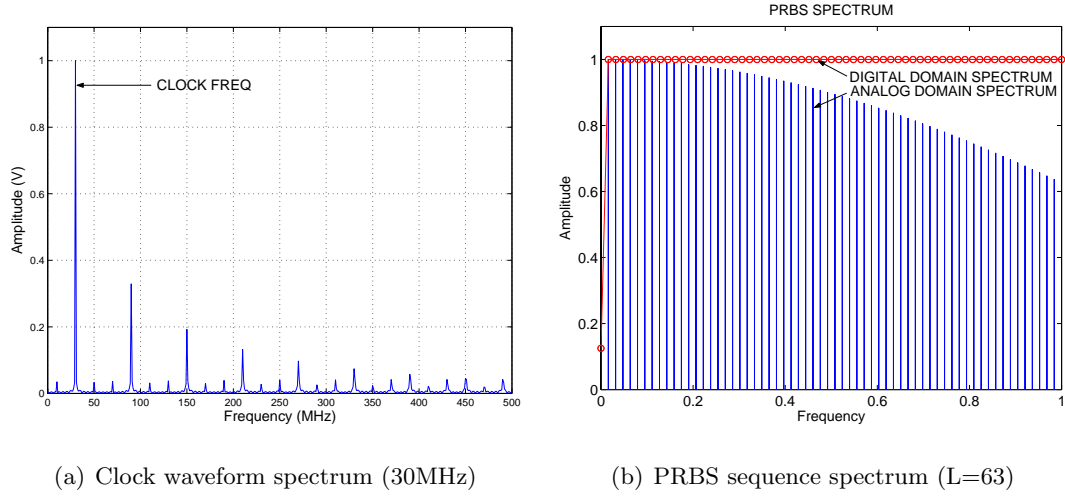 PRBS SPECTRUM
1
0.8
0.6
0.4
0.2
0
Amplitude (V)
CLOCK FREQ
0 50 100 150 200 250 300 350 400 450 500
Frequency (MHz)
1
0.8
0.6
0.4
0.2
0
Amplitude
DIGITAL DOMAIN SPECTRUM
ANALOG DOMAIN SPECTRUM
0 0.2 0.4 0.6 0.8 1
Frequency
(a) Clock waveform spectrum (30MHz)
(b) PRBS sequence spectrum (L=63)